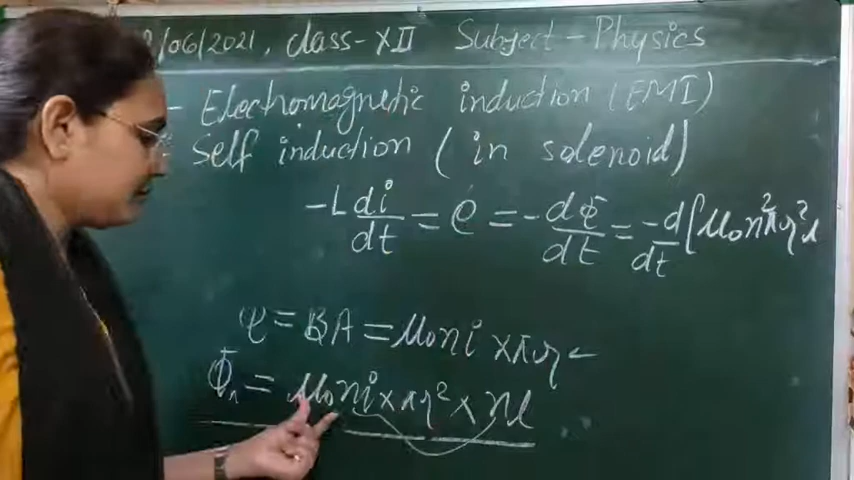 /06/2021, Class - XII Subject - Physics
- Electromagnetic induction (EMI)
Self induction (in solenoid)
-L di/dt = e = -dΦ/dt = -d/dt [μ₀n²πr²l
φ = BA = μ₀ni × πr ←
Φₙ = μ₀ni × πr² × nl